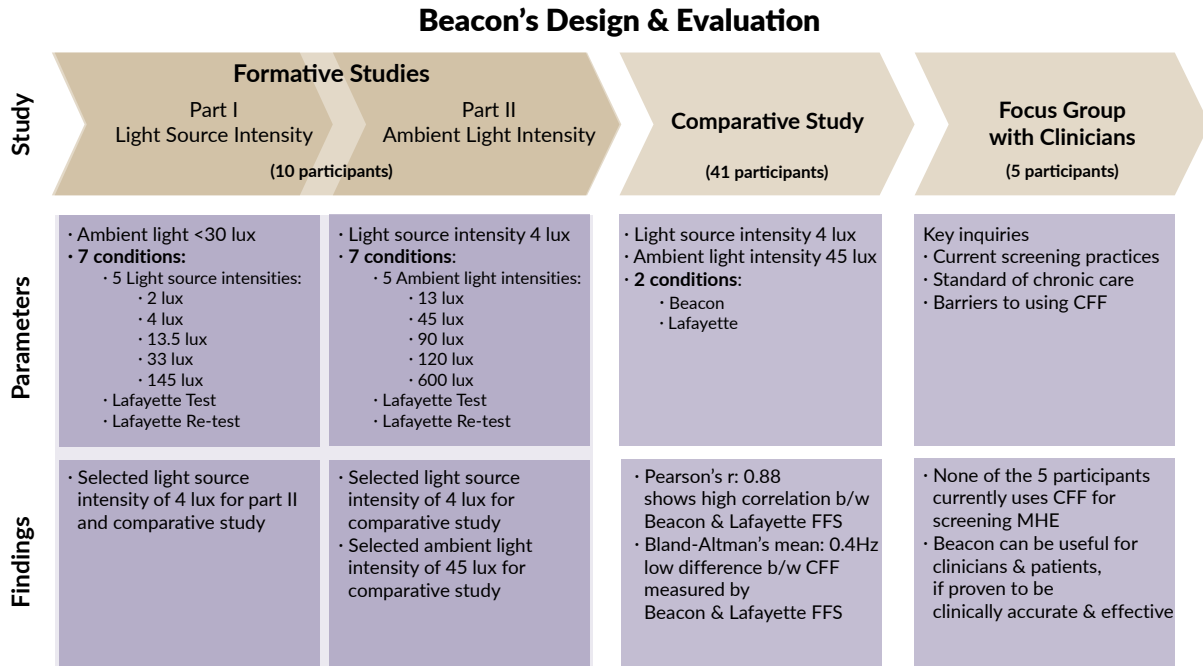 Beacon's Design & Evaluation
Study
Formative Studies
Part I
Light Source Intensity
Part II
Ambient Light Intensity
(10 participants)
Comparative Study
(41 participants)
Focus Group
with Clinicians
(5 participants)
Parameters
· Ambient light <30 lux
· 7 conditions:
· 5 Light source intensities:
· 2 lux
· 4 lux
· 13.5 lux
· 33 lux
· 145 lux
· Lafayette Test
· Lafayette Re-test
· Light source intensity 4 lux
· 7 conditions:
· 5 Ambient light intensities:
· 13 lux
· 45 lux
· 90 lux
· 120 lux
· 600 lux
· Lafayette Test
· Lafayette Re-test
· Light source intensity 4 lux
· Ambient light intensity 45 lux
· 2 conditions:
· Beacon
· Lafayette
Key inquiries
· Current screening practices
· Standard of chronic care
· Barriers to using CFF
Findings
· Selected light source
intensity of 4 lux for part II
and comparative study
· Selected light source
intensity of 4 lux for
comparative study
· Selected ambient light
intensity of 45 lux for
comparative study
· Pearson's r: 0.88
shows high correlation b/w
Beacon & Lafayette FFS
· Bland-Altman's mean: 0.4Hz
low difference b/w CFF
measured by
Beacon & Lafayette FFS
· None of the 5 participants
currently uses CFF for
screening MHE
· Beacon can be useful for
clinicians & patients,
if proven to be
clinically accurate & effective